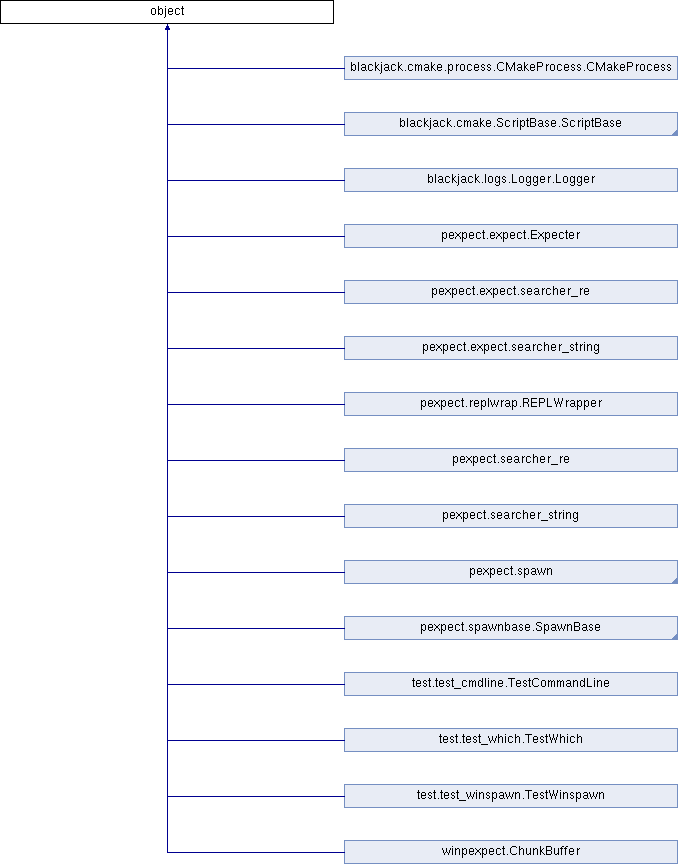 object
blackjack.cmake.process.CMakeProcess.CMakeProcess
blackjack.cmake.ScriptBase.ScriptBase
blackjack.logs.Logger.Logger
pexpect.expect.Expecter
pexpect.expect.searcher_re
pexpect.expect.searcher_string
pexpect.replwrap.REPLWrapper
pexpect.searcher_re
pexpect.searcher_string
pexpect.spawn
pexpect.spawnbase.SpawnBase
test.test_cmdline.TestCommandLine
test.test_which.TestWhich
test.test_winspawn.TestWinspawn
winpexpect.ChunkBuffer